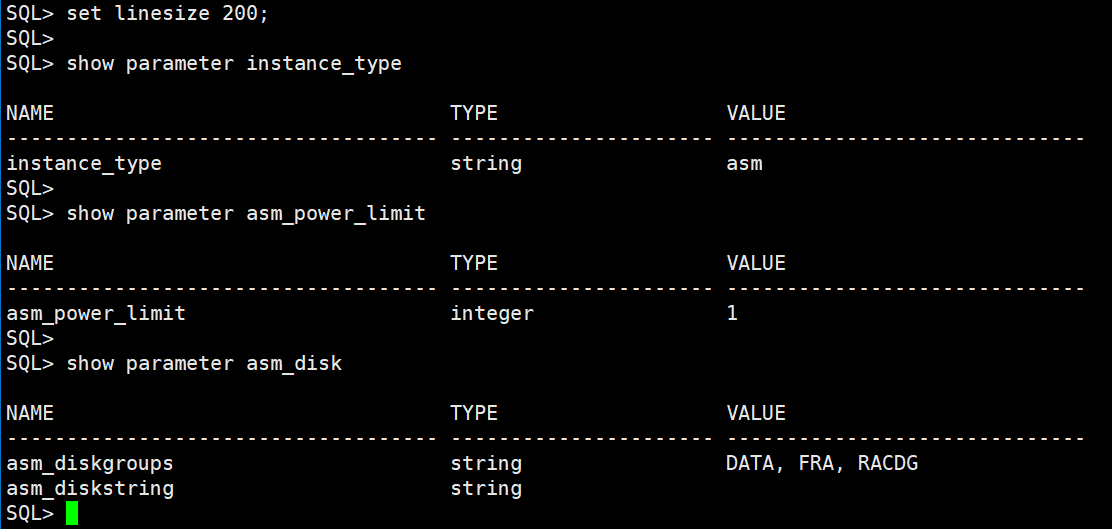 SQL> set linesize 200;
SQL>
SQL> show parameter instance_type
NAME                                 TYPE                   VALUE
------------------------------------ ---------------------- ------------------------------
instance_type                        string                 asm
SQL>
SQL> show parameter asm_power_limit
NAME                                 TYPE                   VALUE
------------------------------------ ---------------------- ------------------------------
asm_power_limit                      integer                1
SQL>
SQL> show parameter asm_disk
NAME                                 TYPE                   VALUE
------------------------------------ ---------------------- ------------------------------
asm_diskgroups                       string                 DATA, FRA, RACDG
asm_diskstring                       string
SQL>